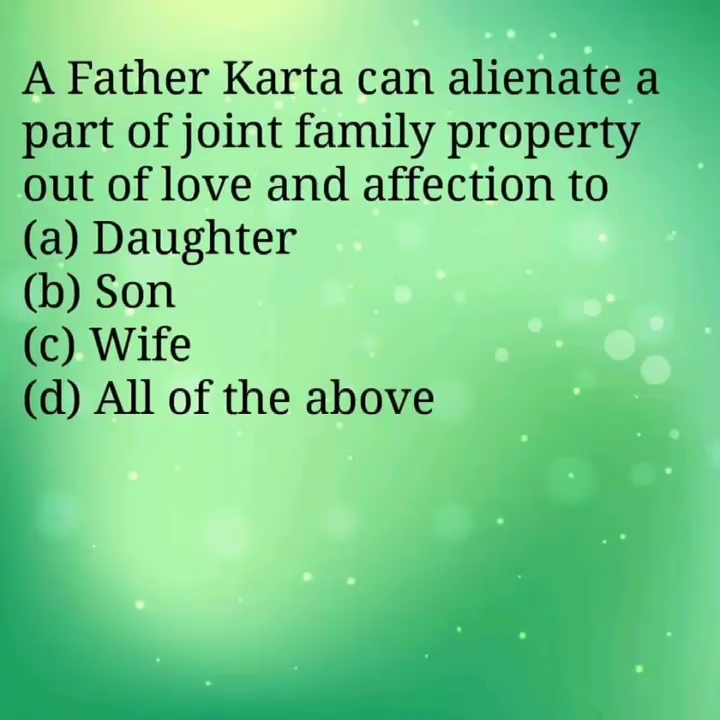 A Father Karta can alienate a
part of joint family property
out of love and affection to
(a) Daughter
(b) Son
(c) Wife
(d) All of the above